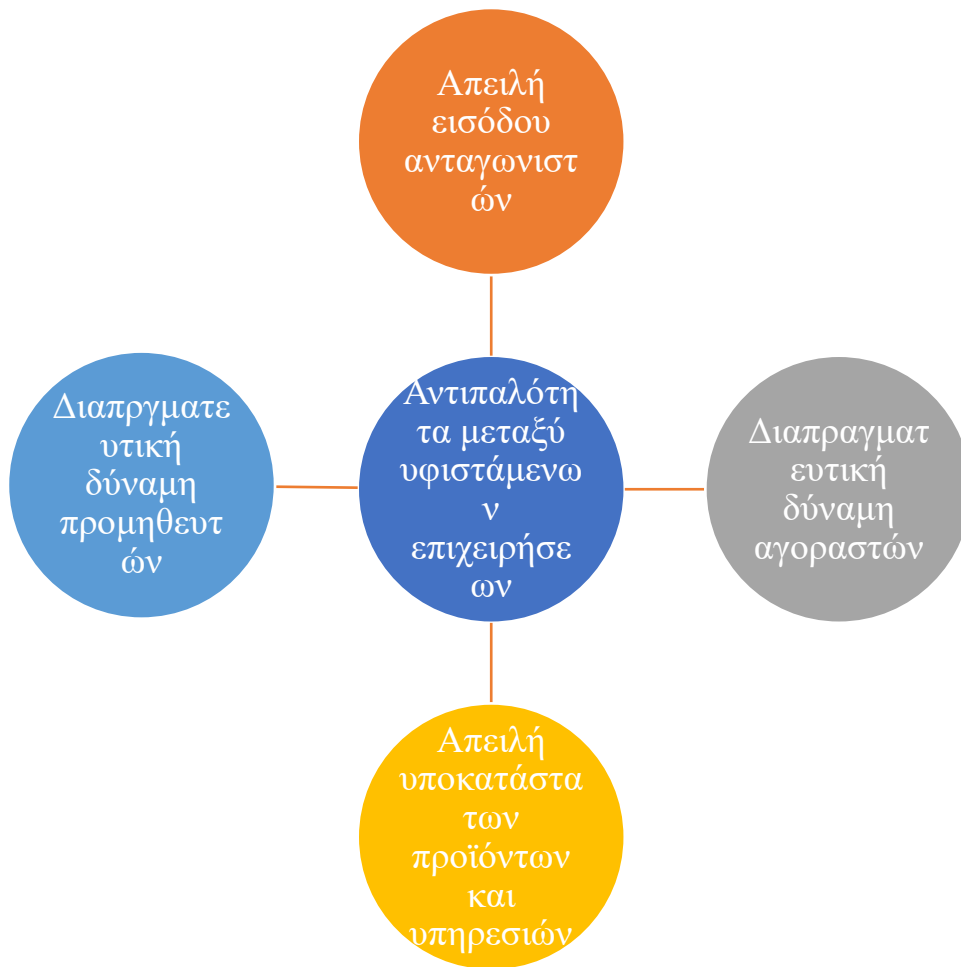 Απειλή
εισόδου
ανταγωνιστ
ών
Διαπργματε
υτική
δύναμη
προμηθευτ
ών
Αντιπαλότη
τα μεταξύ
υφιστάμενω
ν
επιχειρήσε
ων
Διαπραγματ
ευτική
δύναμη
αγοραστών
Απειλή
υποκατάστα
των
προϊόντων
και
υπηρεσιών